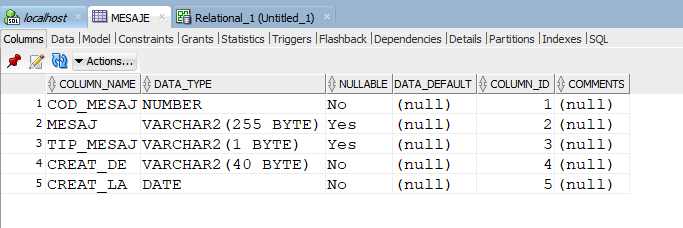 localhost MESAJE Relational_1 (Untitled_1)
Columns Data Model Constraints Grants Statistics Triggers Flashback Dependencies Details Partitions Indexes SQL
Actions...
COLUMN_NAME DATA_TYPE NULLABLE DATA_DEFAULT COLUMN_ID COMMENTS
1 COD_MESAJ NUMBER No (null) 1 (null)
2 MESAJ VARCHAR2(255 BYTE) Yes (null) 2 (null)
3 TIP_MESAJ VARCHAR2(1 BYTE) Yes (null) 3 (null)
4 CREAT_DE VARCHAR2(40 BYTE) No (null) 4 (null)
5 CREAT_LA DATE No (null) 5 (null)